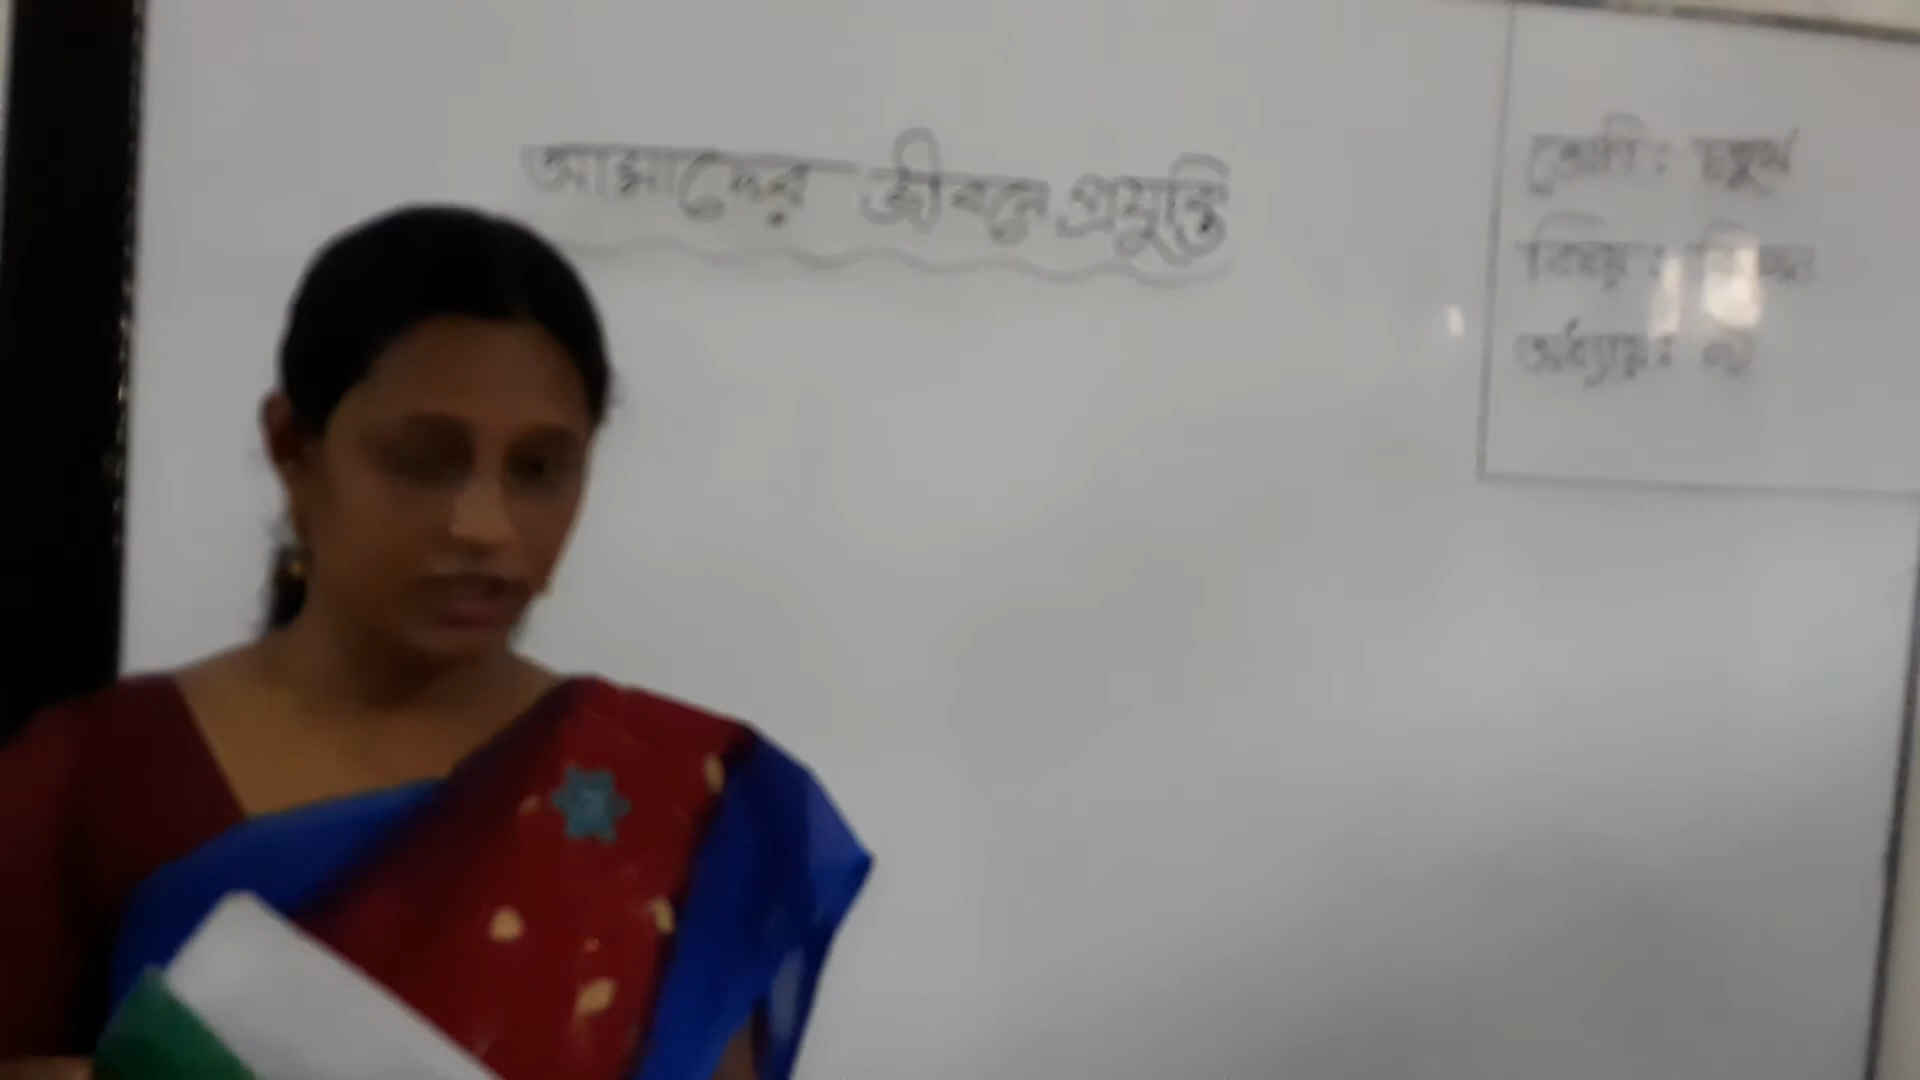 আমাদের জীবনে প্রযুক্তি
শ্রেণি: চতুর্থ
বিষয়: বিজ্ঞান
অধ্যায়: